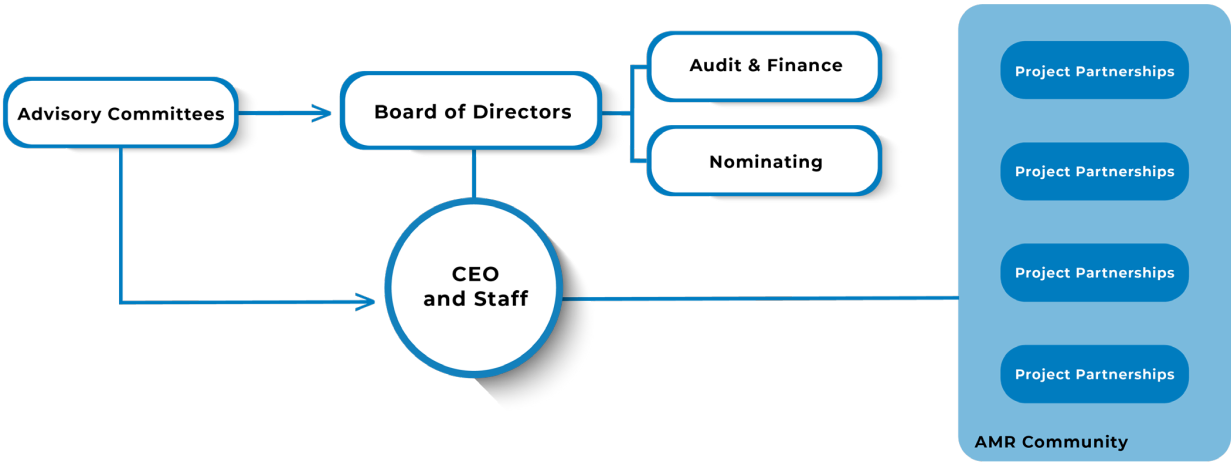 Advisory Committees
Board of Directors
Audit & Finance
Nominating
CEO
and Staff
Project Partnerships
Project Partnerships
Project Partnerships
Project Partnerships
AMR Community